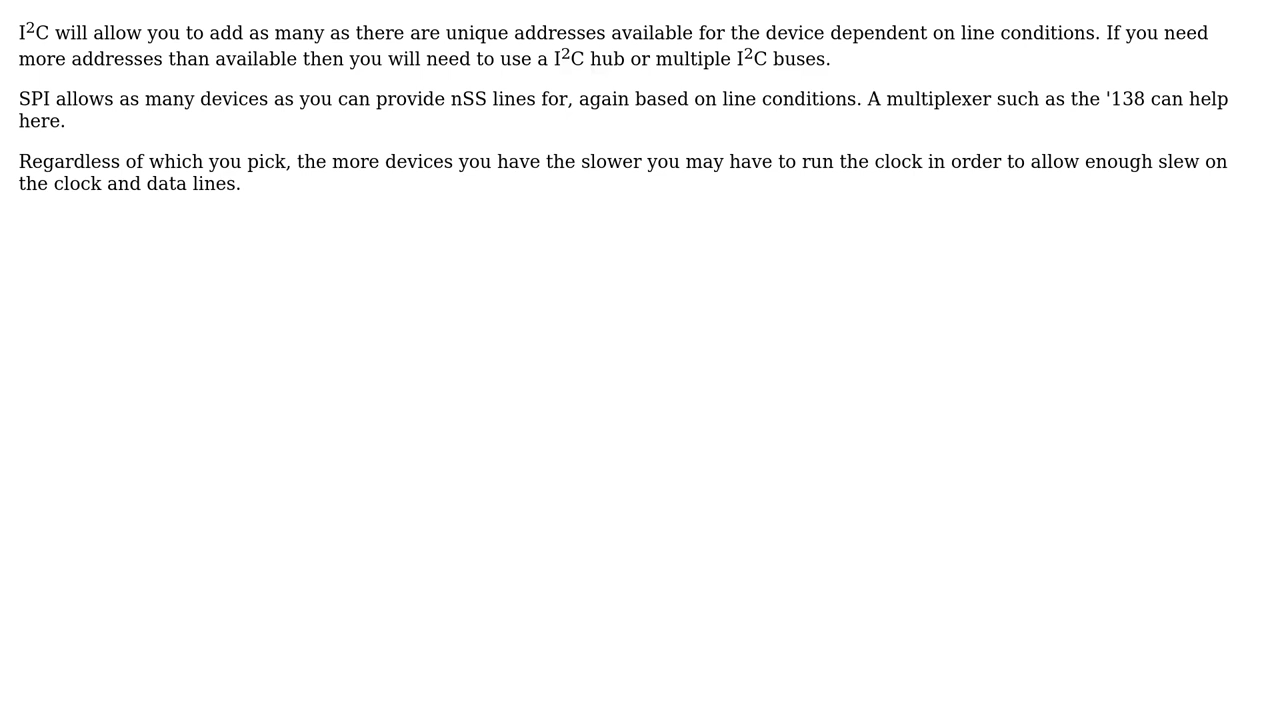 I²C will allow you to add as many as there are unique addresses available for the device dependent on line conditions. If you need
more addresses than available then you will need to use a I²C hub or multiple I²C buses.
SPI allows as many devices as you can provide nSS lines for, again based on line conditions. A multiplexer such as the '138 can help
here.
Regardless of which you pick, the more devices you have the slower you may have to run the clock in order to allow enough slew on
the clock and data lines.